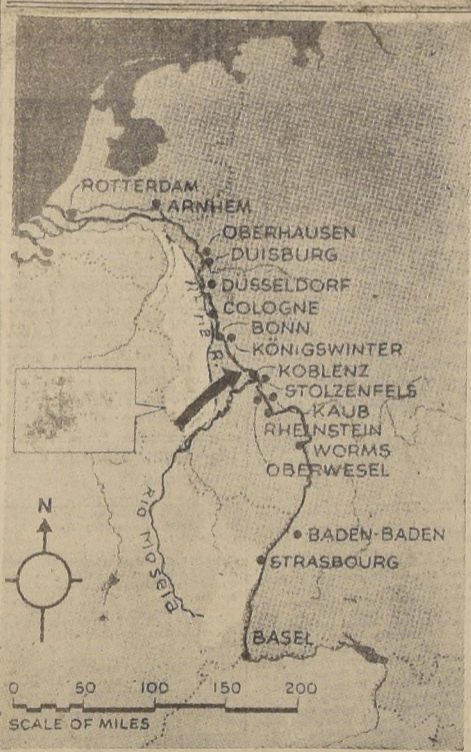 ROTTERDAM
ARNHEM
OBERHAUSEN
DUISBURG
DÜSSELDORF
COLOGNE
BONN
KÖNIGSWINTER
RHINE R.
KOBLENZ
STOLZENFELS
KAUB
RHEINSTEIN
WORMS
OBERWESEL
N
RIO MOSELA
BADEN-BADEN
STRASBOURG
BASEL
0 50 100 150 200
SCALE OF MILES